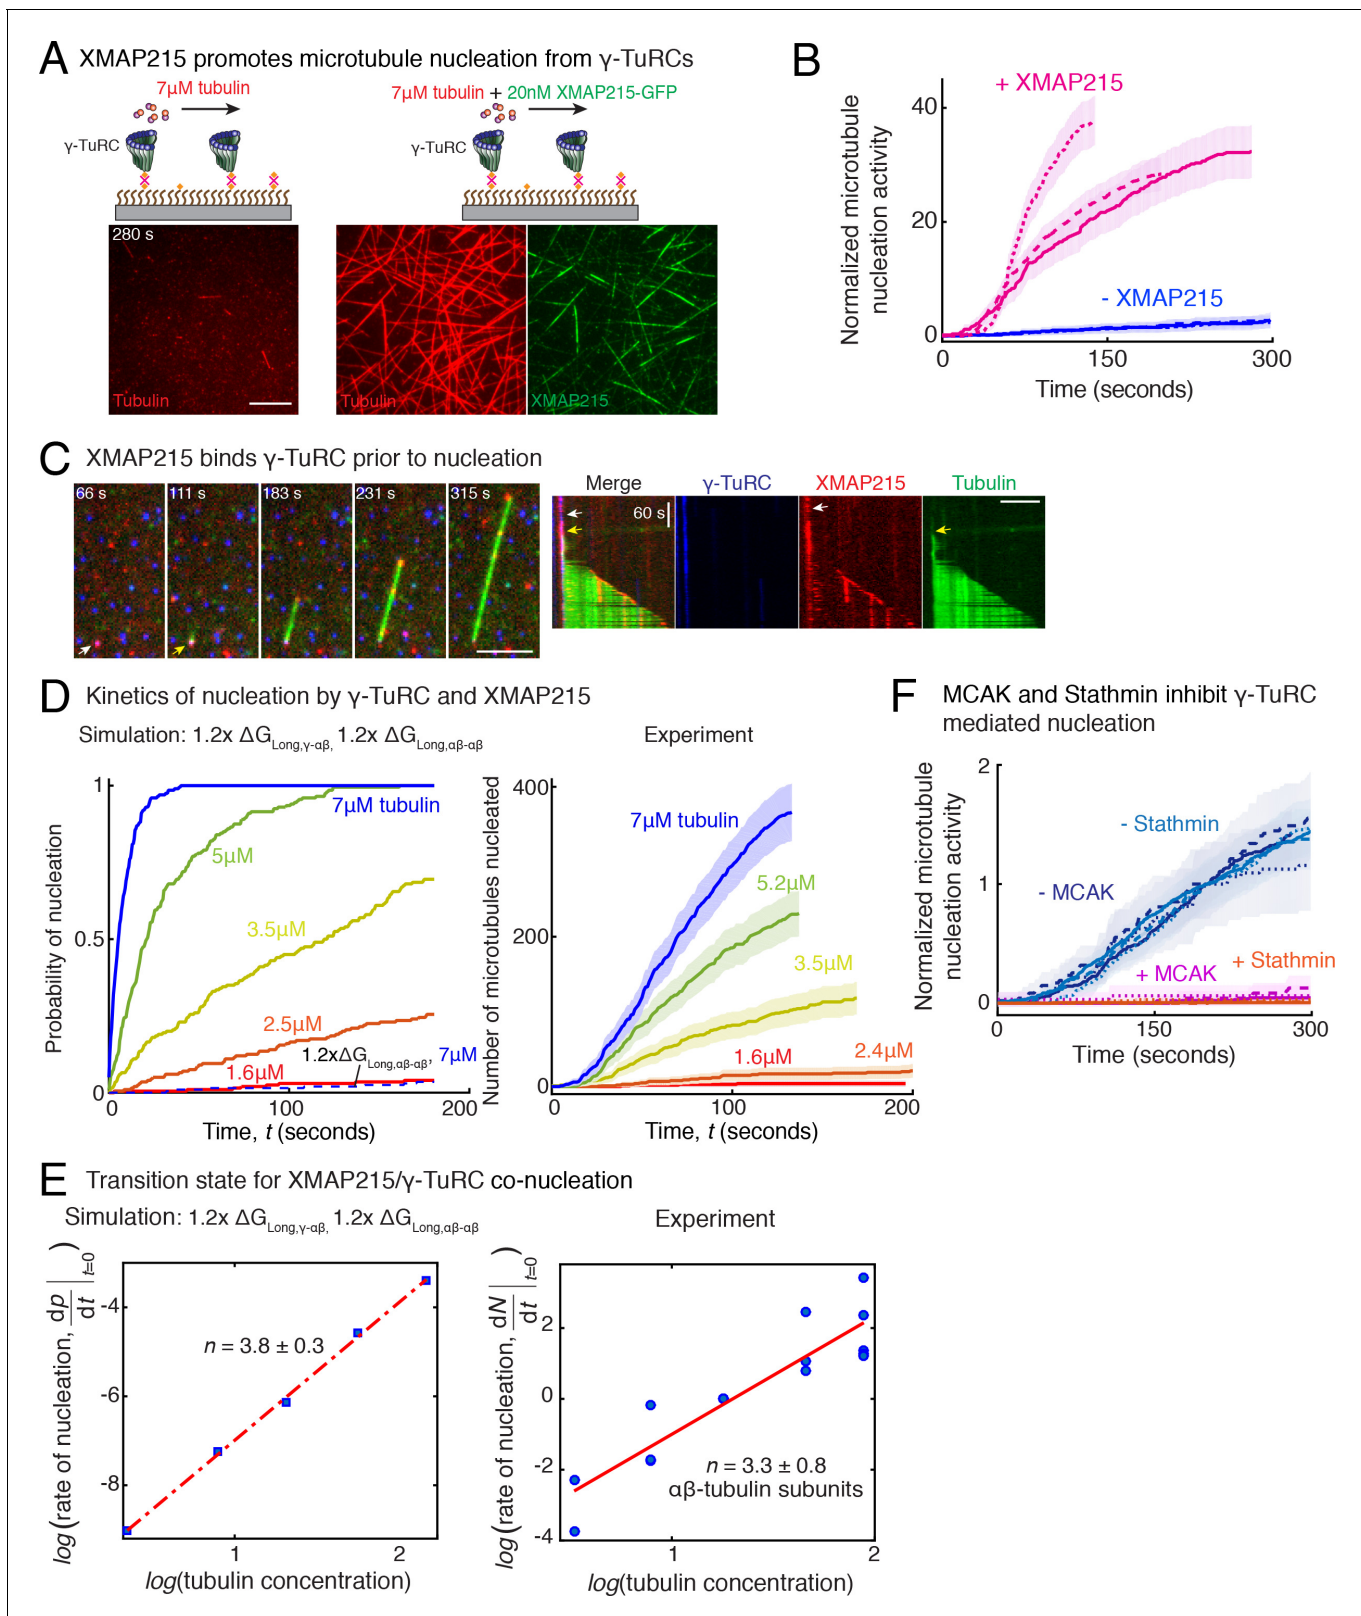 A XMAP215 promotes microtubule nucleation from γ-TuRCs
7µM tubulin
γ-TuRC
7µM tubulin + 20nM XMAP215-GFP
γ-TuRC
280 s
Tubulin
Tubulin
XMAP215
B
Normalized microtubule
nucleation activity
40
20
0
+ XMAP215
- XMAP215
0 150 300
Time (seconds)
C XMAP215 binds γ-TuRC prior to nucleation
66 s 111 s 183 s 231 s 315 s
Merge γ-TuRC XMAP215 Tubulin
60 s
D Kinetics of nucleation by γ-TuRC and XMAP215
Simulation: 1.2x ΔG Long,γ-αβ, 1.2x ΔG Long,αβ-αβ
Probability of nucleation
1
0.5
0
7µM tubulin
5µM
3.5µM
2.5µM
1.6µM
1.2xΔG Long,αβ-αβ, 7µM
0 100 200
Time, t (seconds)
Experiment
Number of microtubules nucleated
400
200
0
7µM tubulin
5.2µM
3.5µM
2.4µM
1.6µM
0 100 200
Time, t (seconds)
F MCAK and Stathmin inhibit γ-TuRC
mediated nucleation
Normalized microtubule
nucleation activity
2
1
0
- Stathmin
- MCAK
+ MCAK
+ Stathmin
0 150 300
Time (seconds)
E Transition state for XMAP215/γ-TuRC co-nucleation
Simulation: 1.2x ΔG Long,γ-αβ, 1.2x ΔG Long,αβ-αβ
log(rate of nucleation, dp/dt|t=0)
-4
-6
-8
n = 3.8 ± 0.3
1 2
log(tubulin concentration)
Experiment
log(rate of nucleation, dN/dt|t=0)
2
0
-2
-4
n = 3.3 ± 0.8
αβ-tubulin subunits
1 2
log(tubulin concentration)